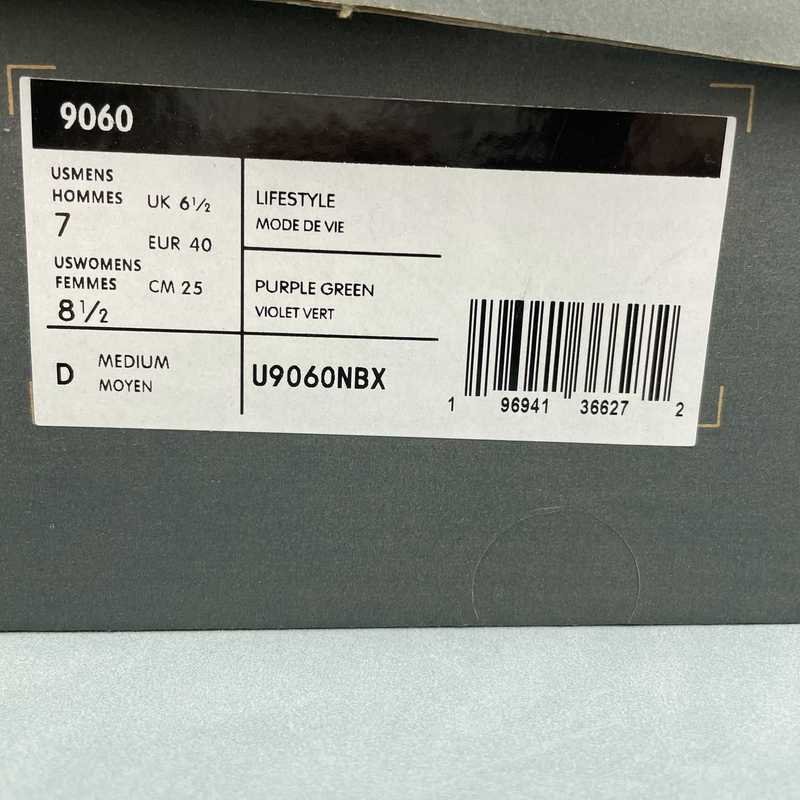 9060
USMENS
HOMMES
7
UK 6½
EUR 40
USWOMENS
FEMMES
8½
CM 25
LIFESTYLE
MODE DE VIE
PURPLE GREEN
VIOLET VERT
D
MEDIUM
MOYEN
U9060NBX
1 96941 36627 2